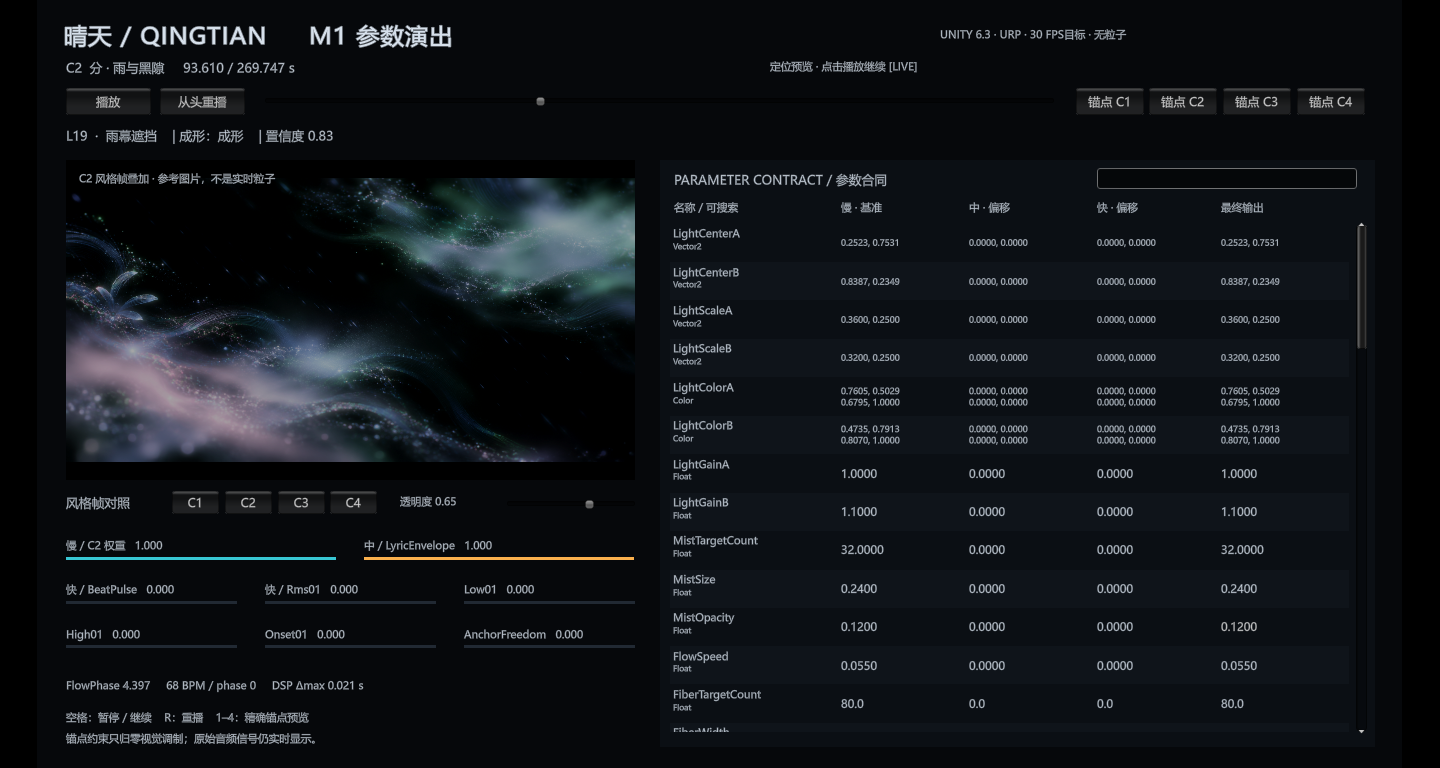 晴天 / QINGTIAN M1 参数演出
UNITY 6.3 · URP · 30 FPS目标 · 无粒子
C2 分 · 雨与黑隙 93.610 / 269.747 s
定位预览 · 点击播放继续 [LIVE]
播放 从头重播 锚点 C1 锚点 C2 锚点 C3 锚点 C4
L19 · 雨幕遮挡 | 成形：成形 | 置信度 0.83
C2 风格帧叠加 · 参考图片，不是实时粒子
风格帧对照 C1 C2 C3 C4 透明度 0.65
慢 / C2 权重 1.000 中 / LyricEnvelope 1.000
快 / BeatPulse 0.000 快 / Rms01 0.000 Low01 0.000
High01 0.000 Onset01 0.000 AnchorFreedom 0.000
FlowPhase 4.397 68 BPM / phase 0 DSP Δmax 0.021 s
空格：暂停 / 继续 R：重播 1–4：精确锚点预览
锚点约束只归零视觉调制；原始音频信号仍实时显示。
PARAMETER CONTRACT / 参数合同
名称 / 可搜索 慢 · 基准 中 · 偏移 快 · 偏移 最终输出
LightCenterA
Vector2 0.2523, 0.7531 0.0000, 0.0000 0.0000, 0.0000 0.2523, 0.7531
LightCenterB
Vector2 0.8387, 0.2349 0.0000, 0.0000 0.0000, 0.0000 0.8387, 0.2349
LightScaleA
Vector2 0.3600, 0.2500 0.0000, 0.0000 0.0000, 0.0000 0.3600, 0.2500
LightScaleB
Vector2 0.3200, 0.2500 0.0000, 0.0000 0.0000, 0.0000 0.3200, 0.2500
LightColorA 0.7605, 0.5029 0.0000, 0.0000 0.0000, 0.0000 0.7605, 0.5029
Color 0.6795, 1.0000 0.0000, 0.0000 0.0000, 0.0000 0.6795, 1.0000
LightColorB 0.4735, 0.7913 0.0000, 0.0000 0.0000, 0.0000 0.4735, 0.7913
Color 0.8070, 1.0000 0.0000, 0.0000 0.0000, 0.0000 0.8070, 1.0000
LightGainA
Float 1.0000 0.0000 0.0000 1.0000
LightGainB
Float 1.1000 0.0000 0.0000 1.1000
MistTargetCount
Float 32.0000 0.0000 0.0000 32.0000
MistSize
Float 0.2400 0.0000 0.0000 0.2400
MistOpacity
Float 0.1200 0.0000 0.0000 0.1200
FlowSpeed
Float 0.0550 0.0000 0.0000 0.0550
FiberTargetCount
Float 80.0 0.0 0.0 80.0
FiberWidth